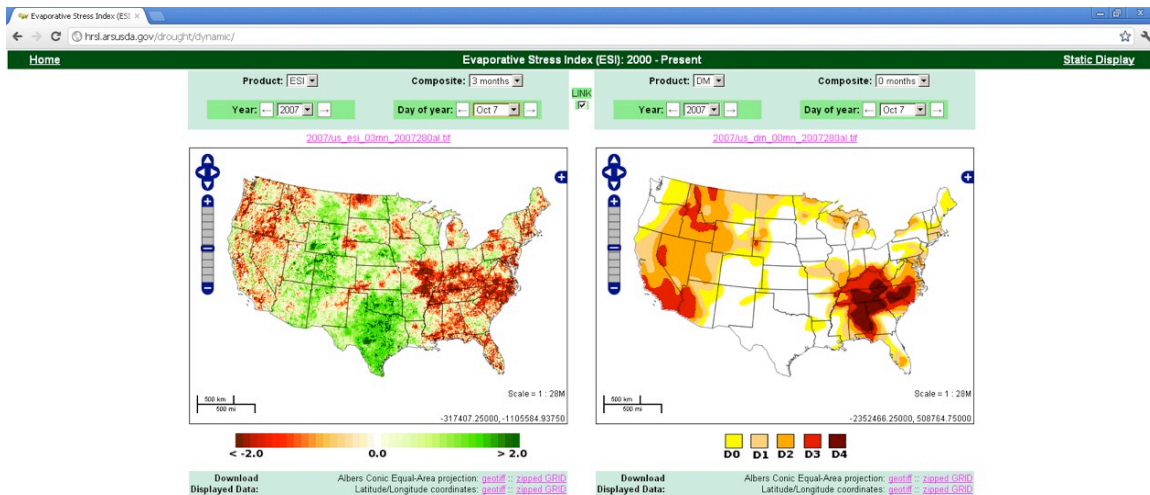 Evaporative Stress Index (ESI
hrsl.arsusda.gov/drought/dynamic/
Home Evaporative Stress Index (ESI): 2000 - Present Static Display
Product: ESI Composite: 3 months
Year: ← 2007 → Day of year: ← Oct 7 →
LINK
Product: DM Composite: 0 months
Year: ← 2007 → Day of year: ← Oct 7 →
2007/us_esi_03mn_2007280al.tif
2007/us_dm_00mn_2007280al.tif
500 km
500 mi
Scale = 1 : 28M
-317407.25000, -1105584.93750
500 km
500 mi
Scale = 1 : 28M
-2352466.25000, 508764.75000
< -2.0 0.0 > 2.0
D0 D1 D2 D3 D4
Download Displayed Data:
Albers Conic Equal-Area projection: geotiff :: zipped GRID
Latitude/Longitude coordinates: geotiff :: zipped GRID
Download Displayed Data:
Albers Conic Equal-Area projection: geotiff :: zipped GRID
Latitude/Longitude coordinates: geotiff :: zipped GRID